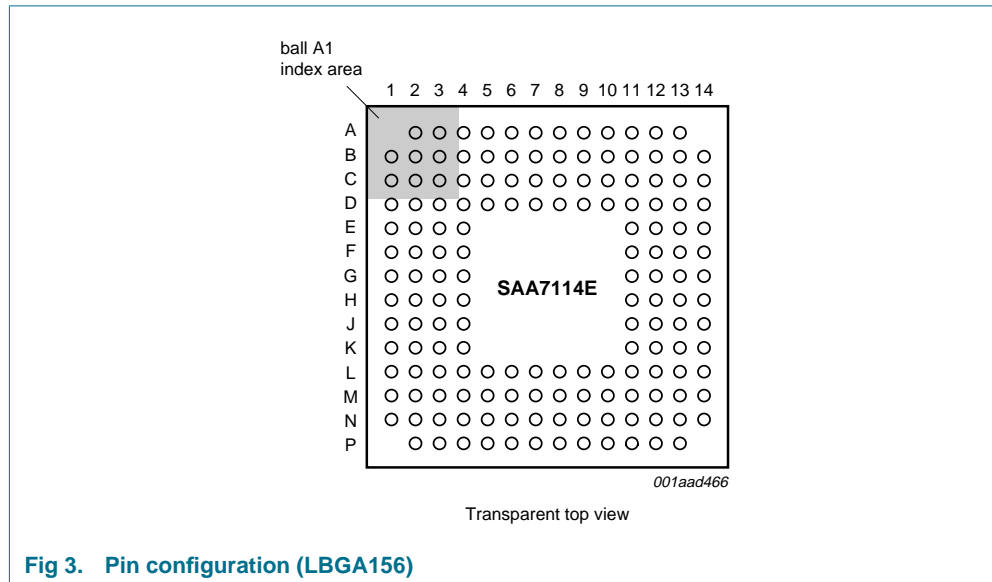 ball A1
index area
1 2 3 4 5 6 7 8 9 10 11 12 13 14
A
B
C
D
E
F
G
H
J
K
L
M
N
P
SAA7114E
001aad466
Transparent top view
Fig 3. Pin configuration (LBGA156)